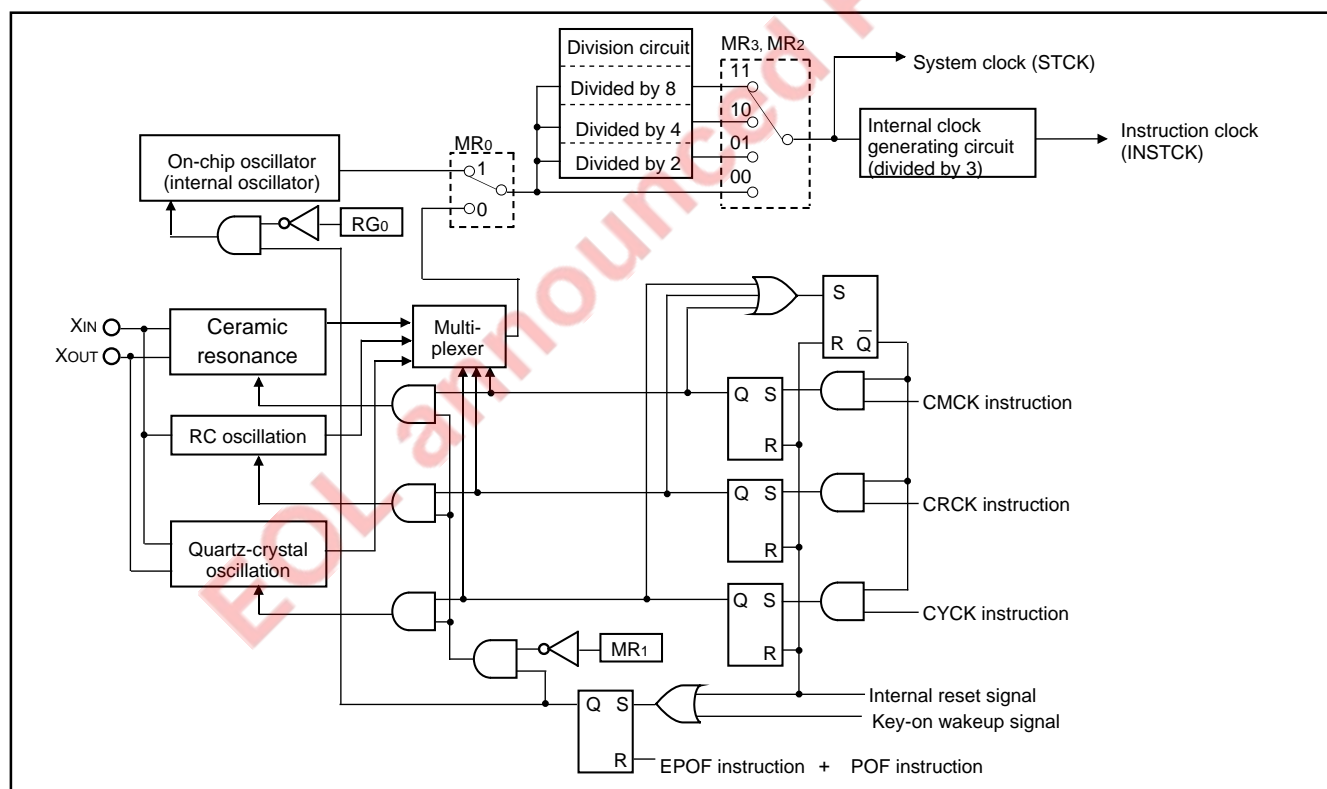 Division circuit
MR3, MR2
11
System clock (STCK)
Divided by 8
10
Divided by 4
On-chip oscillator
(internal oscillator)
MR0
1
01
Divided by 2
Internal clock
generating circuit
(divided by 3)
Instruction clock
(INSTCK)
00
0
RG0
XIN
XOUT
Ceramic
resonance
Multi-
plexer
S
R Q
Q S
R
CMCK instruction
RC oscillation
Q S
R
CRCK instruction
Quartz-crystal
oscillation
Q S
R
CYCK instruction
MR1
Internal reset signal
Key-on wakeup signal
Q S
R
EPOF instruction + POF instruction
EOL announced